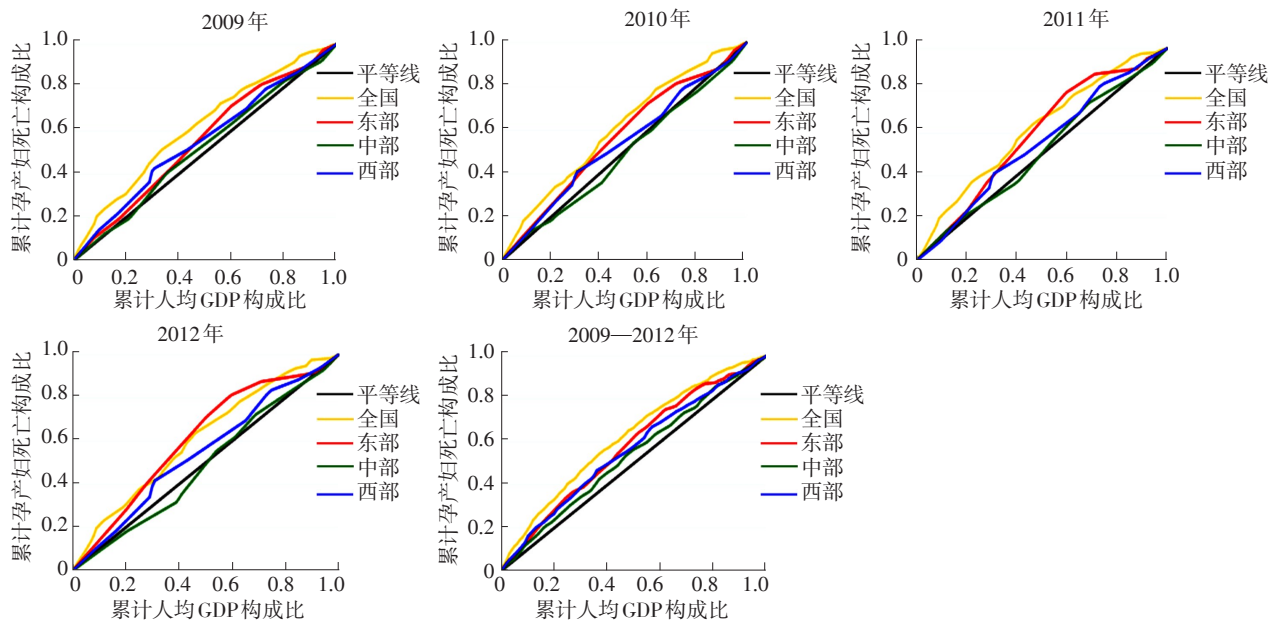 2009年
累计孕产妇死亡构成比
1.0
0.8
0.6
0.4
0.2
0
0
0.2
0.4
0.6
0.8
1.0
累计人均GDP构成比
平等线
全国
东部
中部
西部
2010年
累计孕产妇死亡构成比
1.0
0.8
0.6
0.4
0.2
0
0
0.2
0.4
0.6
0.8
1.0
累计人均GDP构成比
平等线
全国
东部
中部
西部
2011年
累计孕产妇死亡构成比
1.0
0.8
0.6
0.4
0.2
0
0
0.2
0.4
0.6
0.8
1.0
累计人均GDP构成比
平等线
全国
东部
中部
西部
2012年
累计孕产妇死亡构成比
1.0
0.8
0.6
0.4
0.2
0
0
0.2
0.4
0.6
0.8
1.0
累计人均GDP构成比
平等线
全国
东部
中部
西部
2009—2012年
累计孕产妇死亡构成比
1.0
0.8
0.6
0.4
0.2
0
0
0.2
0.4
0.6
0.8
1.0
累计人均GDP构成比
平等线
全国
东部
中部
西部